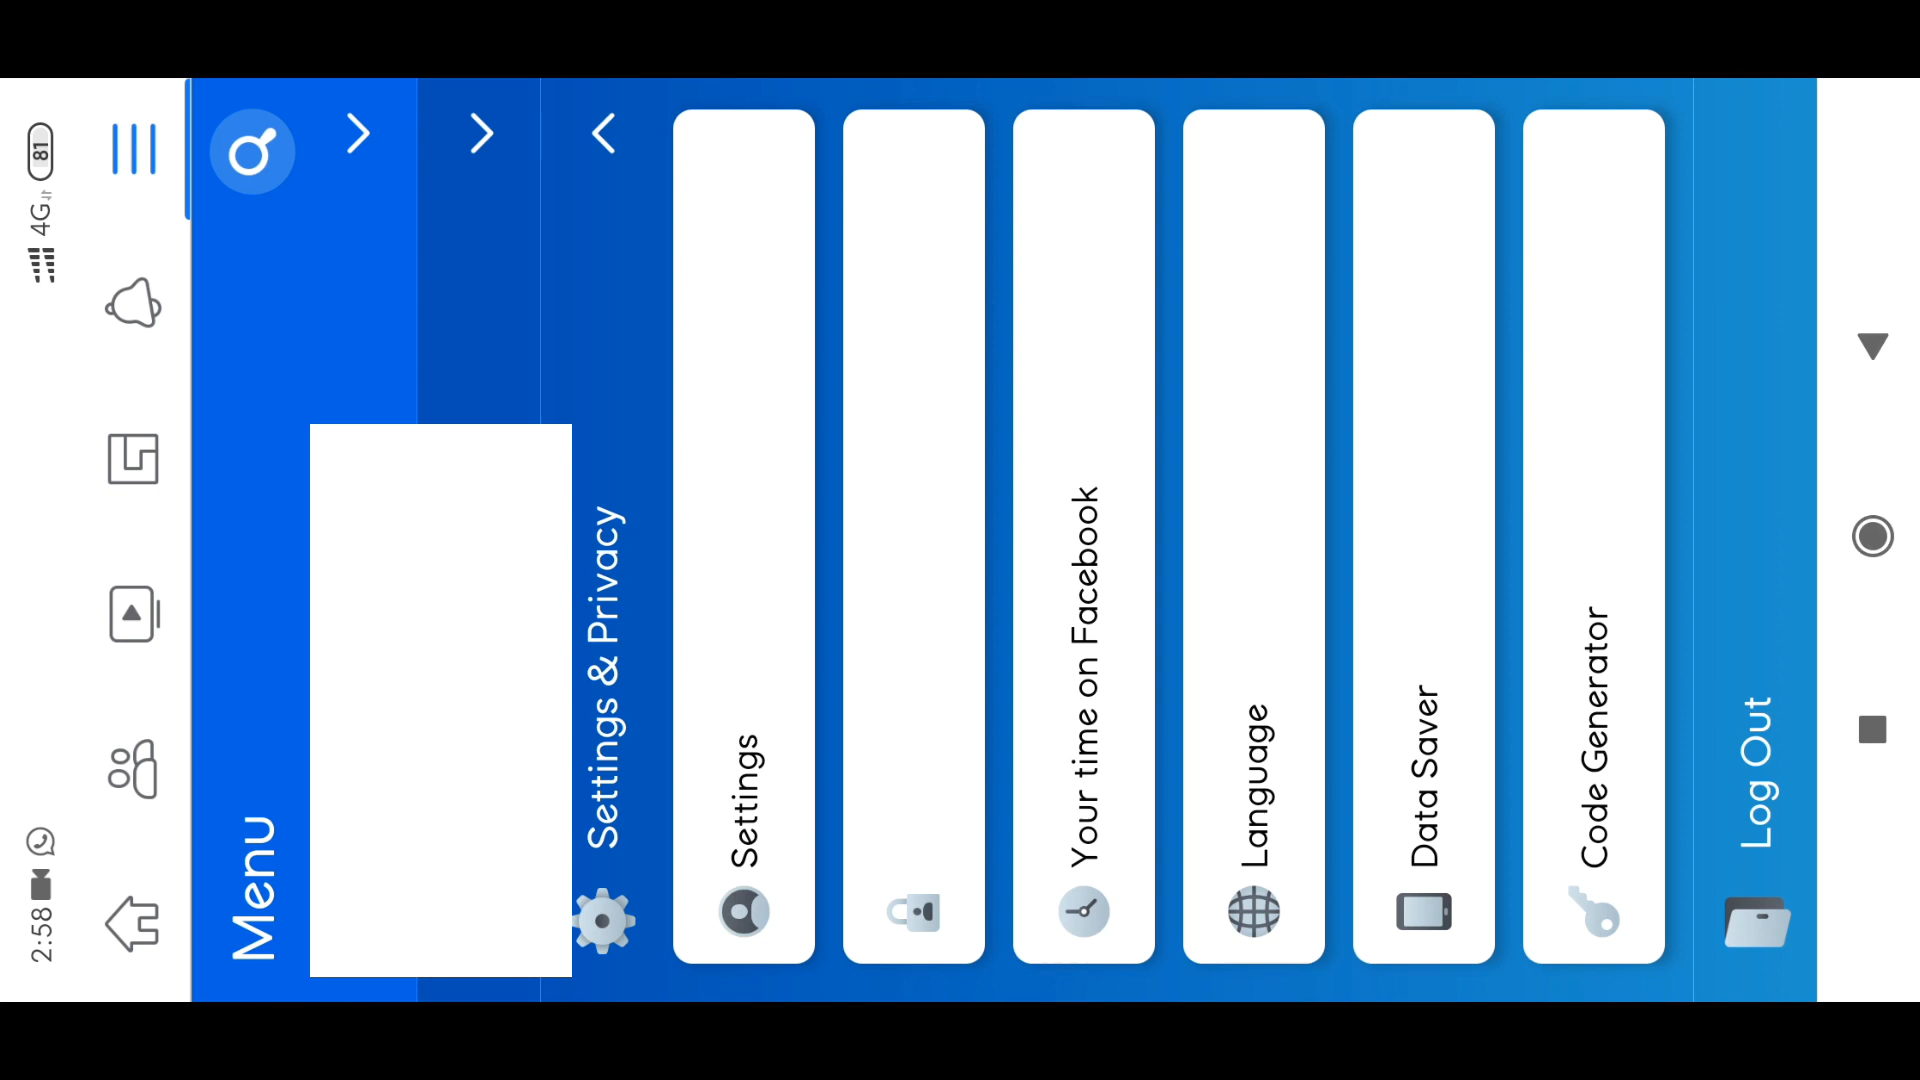 2:58
4G
81
Menu
Settings & Privacy
Settings
Your time on Facebook
Language
Data Saver
Code Generator
Log Out